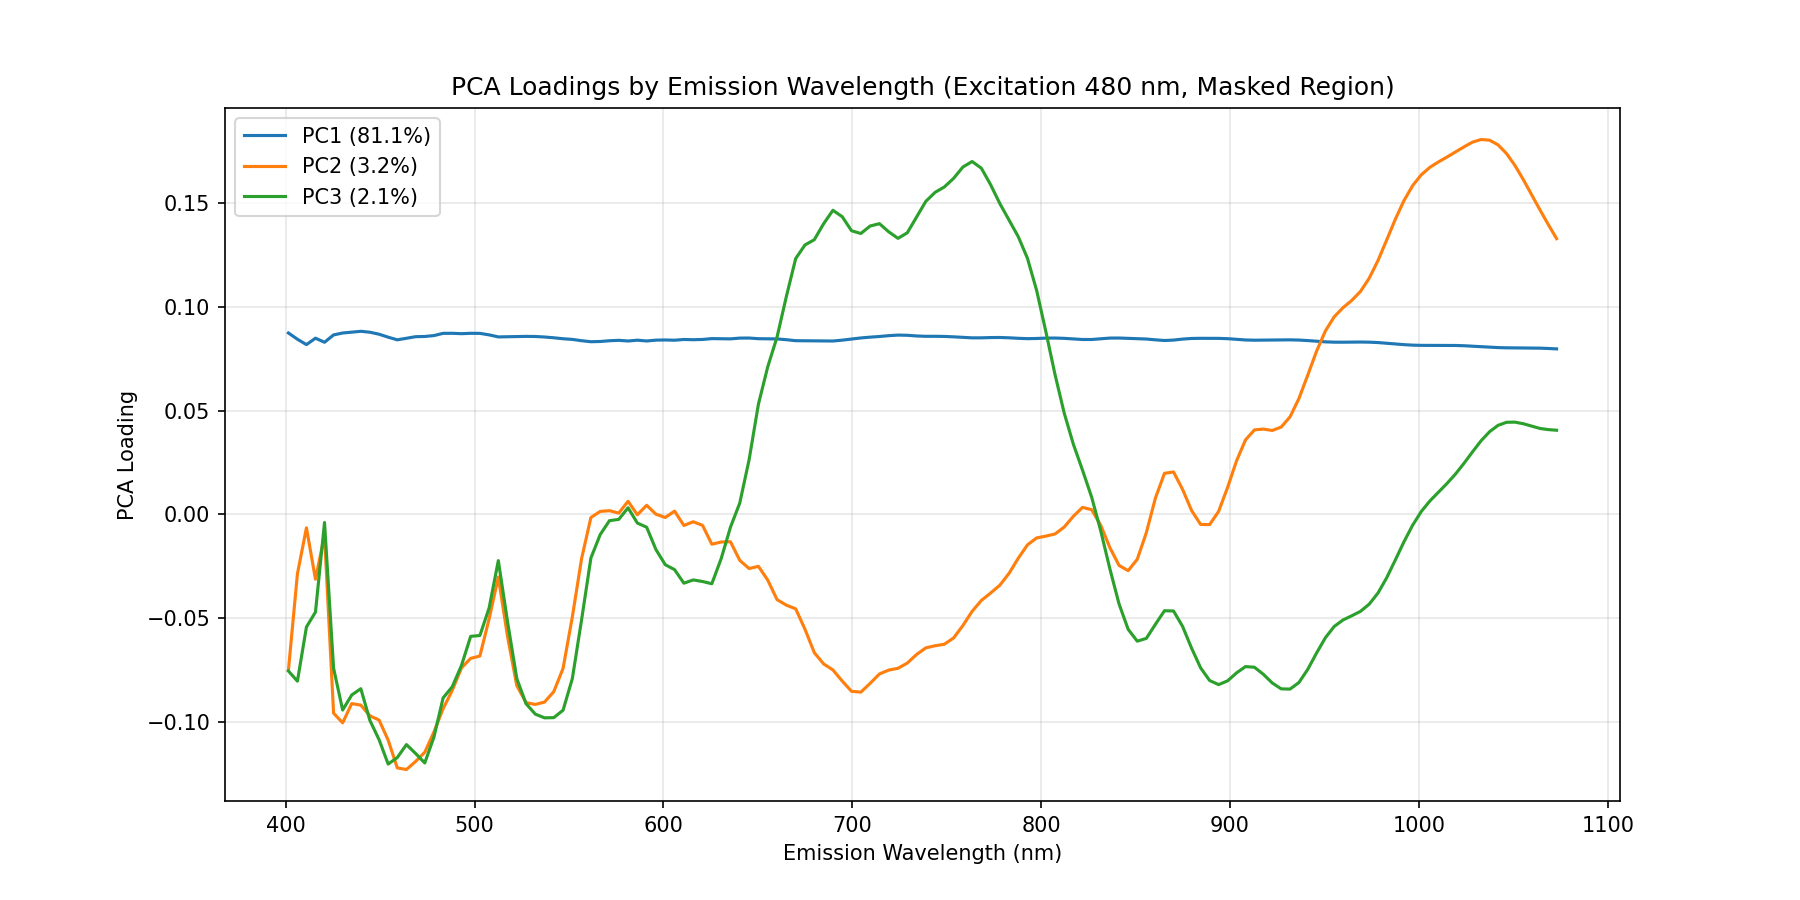 PCA Loadings by Emission Wavelength (Excitation 480 nm, Masked Region)
PC1 (81.1%)
PC2 (3.2%)
PC3 (2.1%)
PCA Loading
0.15
0.10
0.05
0.00
−0.05
−0.10
400 500 600 700 800 900 1000 1100
Emission Wavelength (nm)